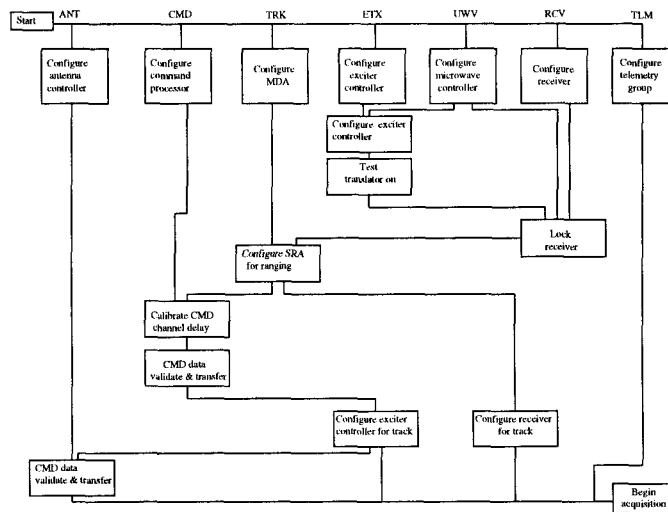 Start
ANT CMD TRK ETX UWV RCV TLM
Configure
antenna
controller
Configure
command
processor
Configure
MDA
Configure
exciter
controller
Configure
microwave
controller
Configure
receiver
Configure
telemetry
group
Configure exciter
controller
Test
translator on
Lock
receiver
Configure SRA
for ranging
Calibrate CMD
channel delay
CMD data
validate & transfer
Configure exciter
controller for track
Configure receiver
for track
CMD data
validate & transfer
Begin
acquisition